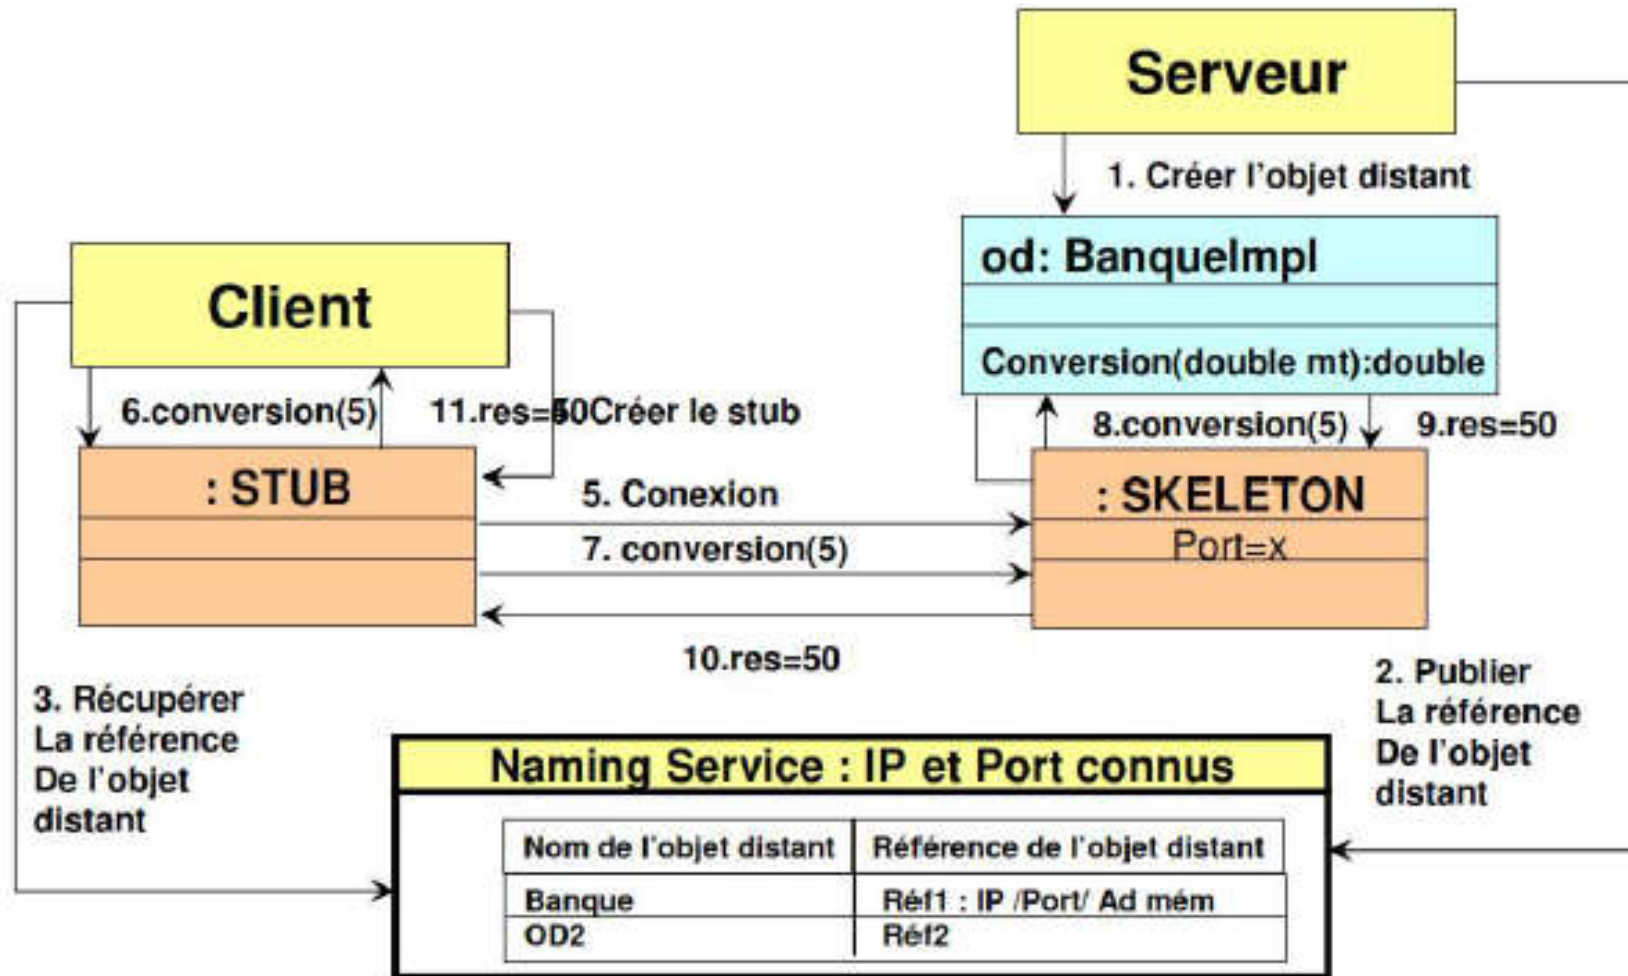 Serveur
1. Créer l'objet distant
od: BanqueImpl
Client
Conversion(double mt):double
6.conversion(5)
11.res= Créer le stub
8.conversion(5)
9.res=50
: STUB
5. Conexion
: SKELETON
Port=x
7. conversion(5)
10.res=50
3. Récupérer
La référence
De l'objet
distant
2. Publier
La référence
De l'objet
distant
Naming Service : IP et Port connus
Nom de l'objet distant Référence de l'objet distant
Banque Réf1 : IP /Port/ Ad mém
OD2 Réf2